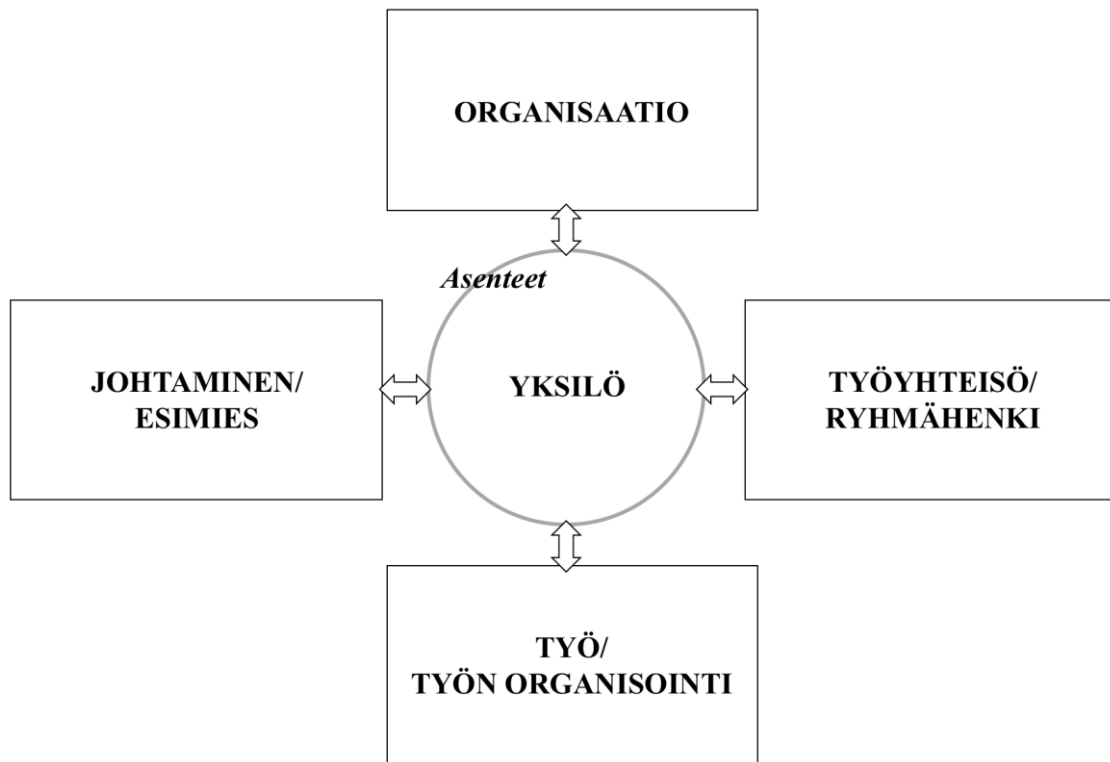 ORGANISAATIO
Asenteet
JOHTAMINEN/
ESIMIES
YKSILÖ
TYÖYHTEISÖ/
RYHMÄHENKI
TYÖ/
TYÖN ORGANISOINTI